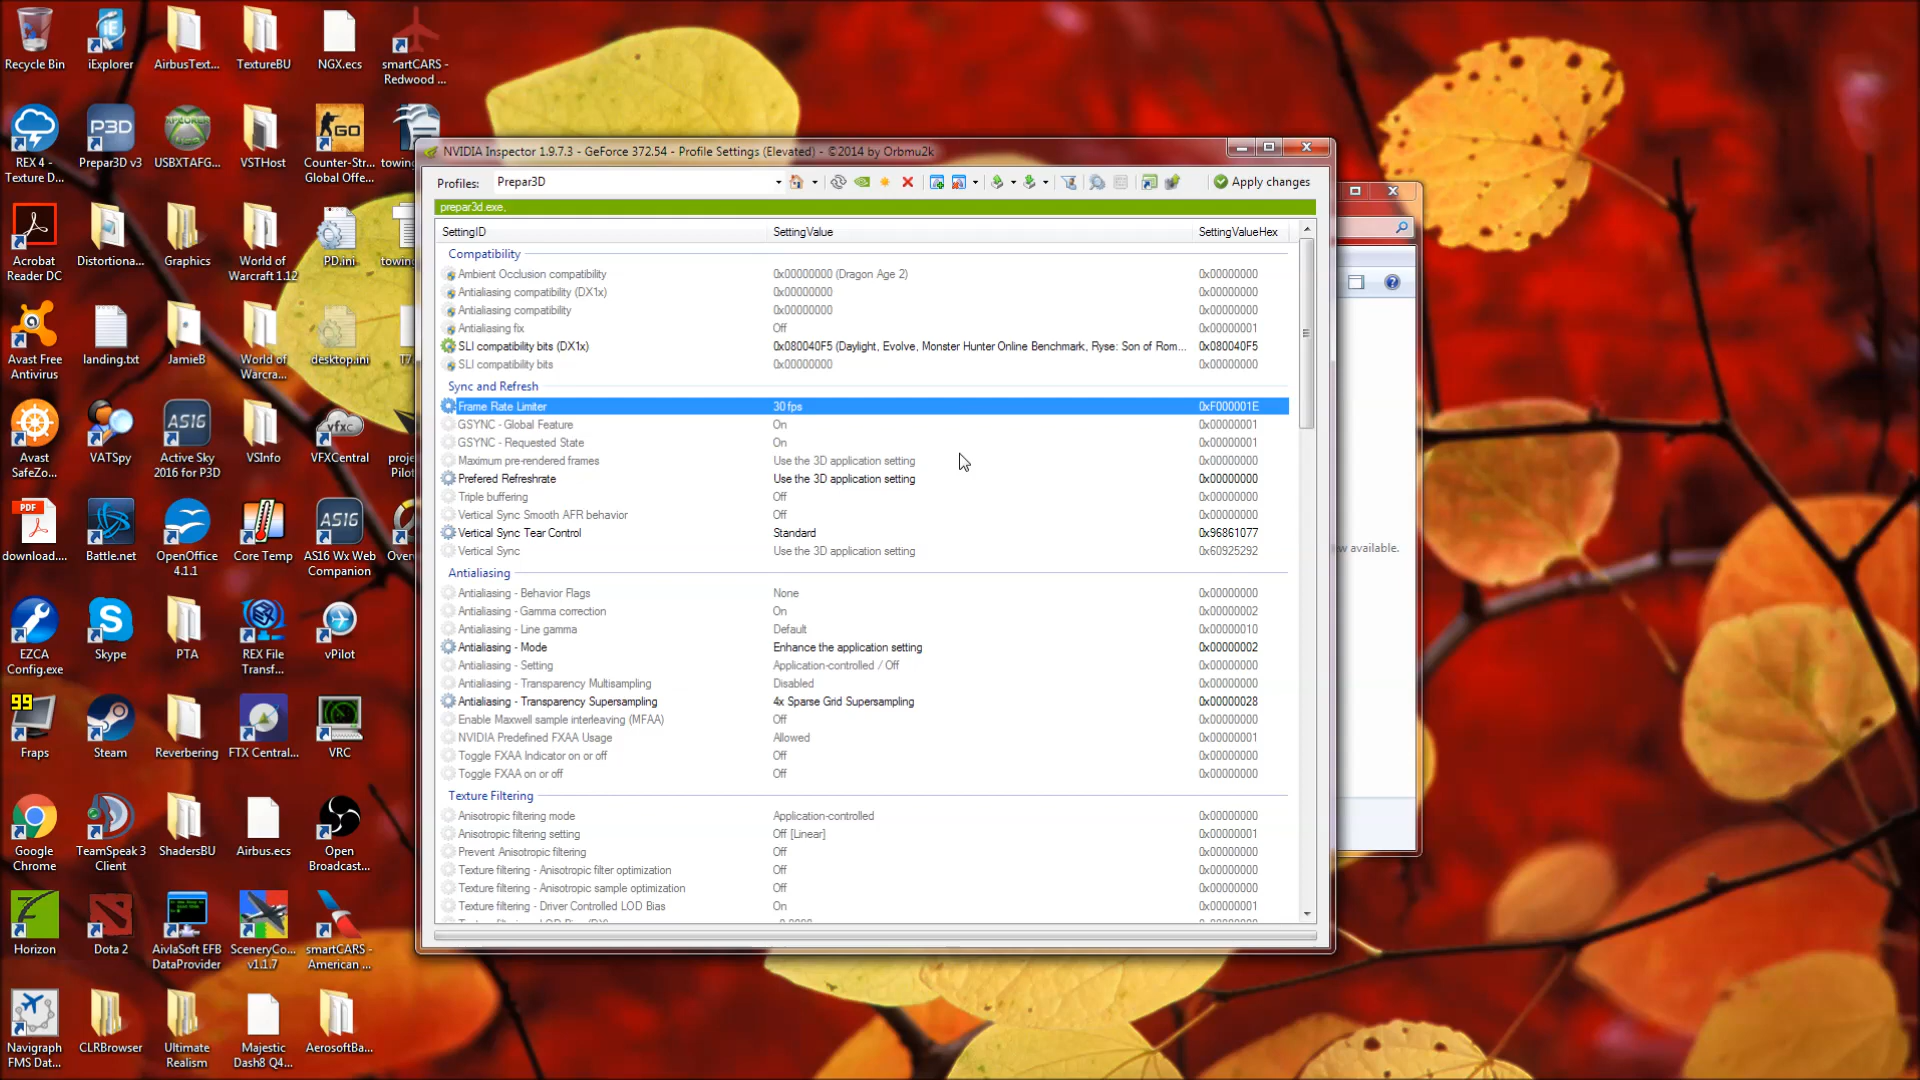 Recycle Bin
iExplorer
AirbusText...
TextureBU
NGX.ecs
smartCARS -
Redwood ...
REX 4 -
Texture D...
P3D
Prepar3D v3
USBXTAFG...
VSTHost
GO
Counter-Str...
Global Offe...
towin
Acrobat
Reader DC
Distortiona...
Graphics
World of
Warcraft 1.12
PD.ini
towin
Avast Free
Antivirus
landing.txt
JamieB
World of
Warcra...
desktop.ini
T7
Avast
SafeZo...
VATSpy
AS16
Active Sky
2016 for P3D
VSInfo
vfxc
VFXCentral
proje
Pilot
PDF
download....
Battle.net
OpenOffice
4.1.1
Core Temp
AS16
AS16 Wx Web
Companion
Over
EZCA
Config.exe
Skype
PTA
REX
REX File
Transf...
vPilot
99
Fraps
Steam
Reverbering
FTX Central...
VRC
Google
Chrome
TeamSpeak 3
Client
ShadersBU
Airbus.ecs
Open
Broadcast...
Horizon
Dota 2
AivlaSoft EFB
DataProvider
SceneryCo...
v1.1.7
smartCARS -
American ...
Navigraph
FMS Dat...
CLRBrowser
Ultimate
Realism
Majestic
Dash8 Q4...
AerosoftBa...
NVIDIA Inspector 1.9.7.3 - GeForce 372.54 - Profile Settings (Elevated) - ©2014 by Orbmu2k
Profiles: Prepar3D Apply changes
prepar3d.exe,
SettingID SettingValue SettingValueHex
Compatibility
Ambient Occlusion compatibility 0x00000000 (Dragon Age 2) 0x00000000
Antialiasing compatibility (DX1x) 0x00000000 0x00000000
Antialiasing compatibility 0x00000000 0x00000000
Antialiasing fix Off 0x00000001
SLI compatibility bits (DX1x) 0x080040F5 (Daylight, Evolve, Monster Hunter Online Benchmark, Ryse: Son of Rom... 0x080040F5
SLI compatibility bits 0x00000000 0x00000000
Sync and Refresh
Frame Rate Limiter 30 fps 0xF000001E
GSYNC - Global Feature On 0x00000001
GSYNC - Requested State On 0x00000001
Maximum pre-rendered frames Use the 3D application setting 0x00000000
Prefered Refreshrate Use the 3D application setting 0x00000000
Triple buffering Off 0x00000000
Vertical Sync Smooth AFR behavior Off 0x00000000
Vertical Sync Tear Control Standard 0x96861077
Vertical Sync Use the 3D application setting 0x60925292
Antialiasing
Antialiasing - Behavior Flags None 0x00000000
Antialiasing - Gamma correction On 0x00000002
Antialiasing - Line gamma Default 0x00000010
Antialiasing - Mode Enhance the application setting 0x00000002
Antialiasing - Setting Application-controlled / Off 0x00000000
Antialiasing - Transparency Multisampling Disabled 0x00000000
Antialiasing - Transparency Supersampling 4x Sparse Grid Supersampling 0x00000028
Enable Maxwell sample interleaving (MFAA) Off 0x00000000
NVIDIA Predefined FXAA Usage Allowed 0x00000001
Toggle FXAA Indicator on or off Off 0x00000000
Toggle FXAA on or off Off 0x00000000
Texture Filtering
Anisotropic filtering mode Application-controlled 0x00000000
Anisotropic filtering setting Off [Linear] 0x00000001
Prevent Anisotropic filtering Off 0x00000000
Texture filtering - Anisotropic filter optimization Off 0x00000000
Texture filtering - Anisotropic sample optimization Off 0x00000000
Texture filtering - Driver Controlled LOD Bias On 0x00000001
w available.